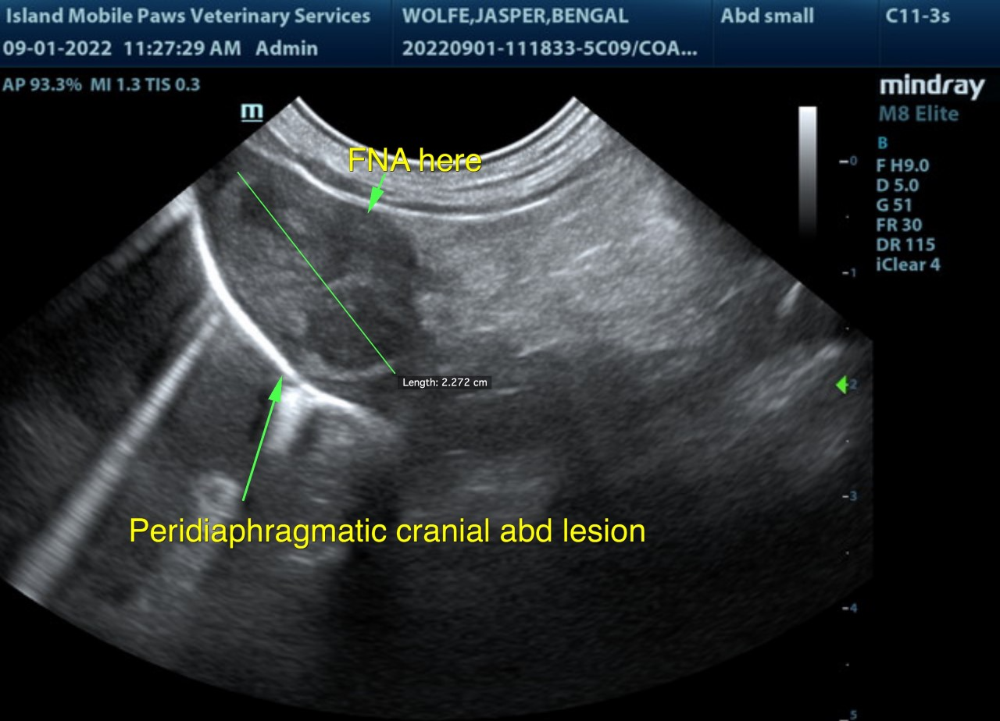 Island Mobile Paws Veterinary Services WOLFE,JASPER,BENGAL Abd small C11-3s
09-01-2022 11:27:29 AM Admin 20220901-111833-5C09/COA...
AP 93.3% MI 1.3 TIS 0.3
mindray
m
M8 Elite
B
F H9.0
D 5.0
G 51
FR 30
DR 115
iClear 4
FNA here
0
1
Length: 2.272 cm
2
3
Peridiaphragmatic cranial abd lesion
4
5